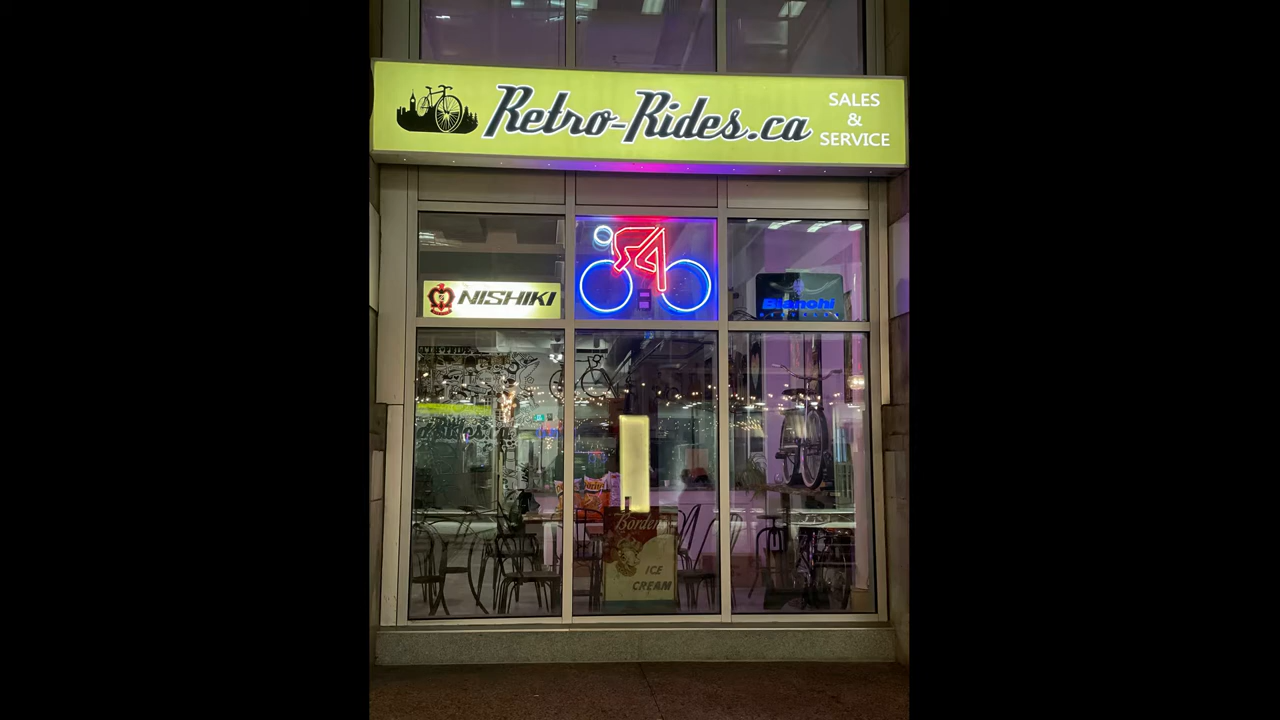 Retro-Rides.ca
SALES
&
SERVICE
NISHIKI
Bianchi
Borden's
ICE
CREAM